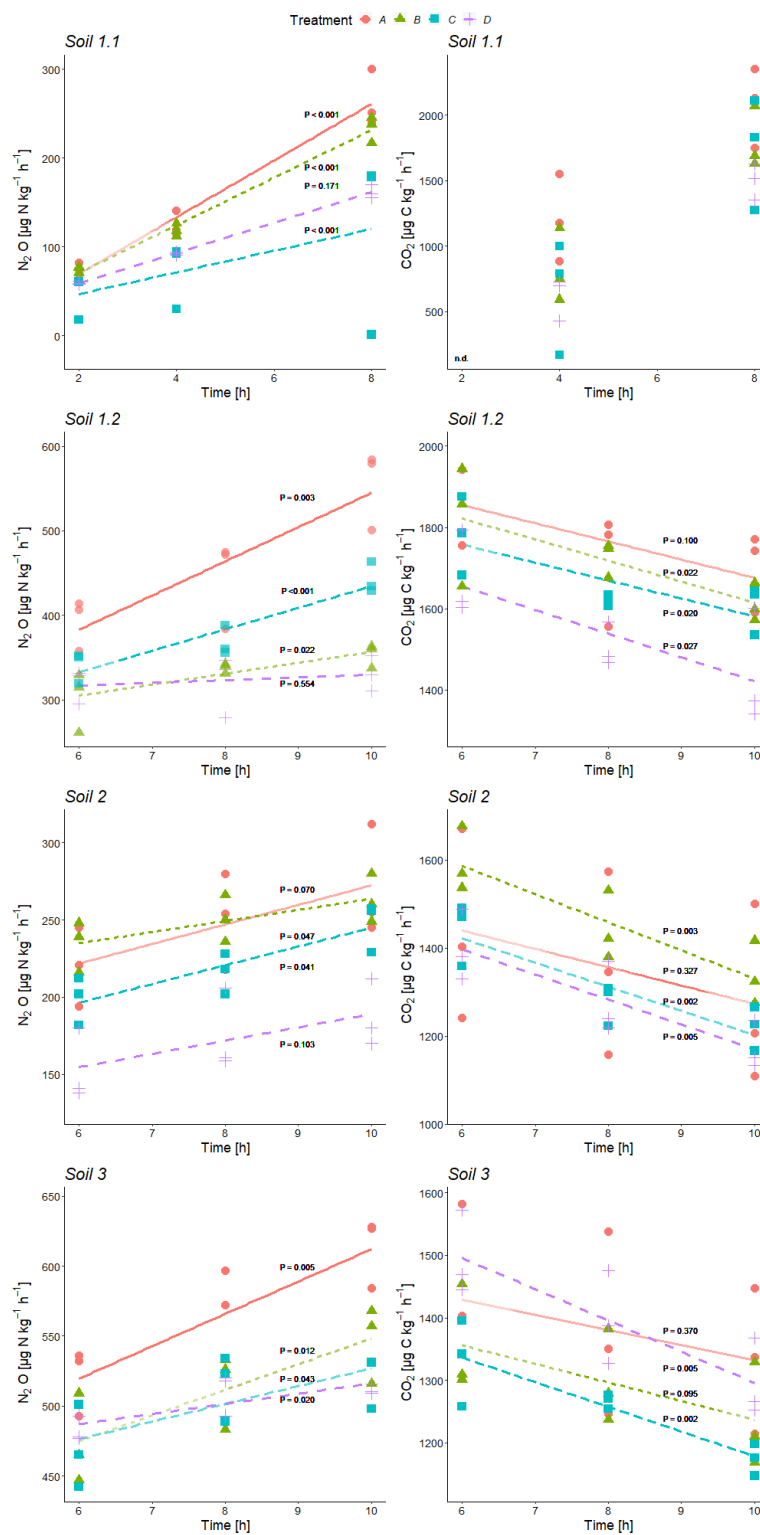 Treatment A B C D
Soil 1.1 Soil 1.1
N₂ O [µg N kg⁻¹ h⁻¹]
300
200
100
0
P < 0.001
P < 0.001
P = 0.171
P < 0.001
2 4 6 8
Time [h]
CO₂ [µg C kg⁻¹ h⁻¹]
2000
1500
1000
500
n.d.
2 4 6 8
Time [h]
Soil 1.2 Soil 1.2
N₂ O [µg N kg⁻¹ h⁻¹]
600
500
400
300
P = 0.003
P <0.001
P = 0.022
P = 0.554
6 7 8 9 10
Time [h]
CO₂ [µg C kg⁻¹ h⁻¹]
2000
1800
1600
1400
P = 0.100
P = 0.022
P = 0.020
P = 0.027
6 7 8 9 10
Time [h]
Soil 2 Soil 2
N₂ O [µg N kg⁻¹ h⁻¹]
300
250
200
150
P = 0.070
P = 0.047
P = 0.041
P = 0.103
6 7 8 9 10
Time [h]
CO₂ [µg C kg⁻¹ h⁻¹]
1600
1400
1200
1000
P = 0.003
P = 0.327
P = 0.002
P = 0.005
6 7 8 9 10
Time [h]
Soil 3 Soil 3
N₂ O [µg N kg⁻¹ h⁻¹]
650
600
550
500
450
P = 0.005
P = 0.012
P = 0.043
P = 0.020
6 7 8 9 10
Time [h]
CO₂ [µg C kg⁻¹ h⁻¹]
1600
1500
1400
1300
1200
P = 0.370
P = 0.005
P = 0.095
P = 0.002
6 7 8 9 10
Time [h]